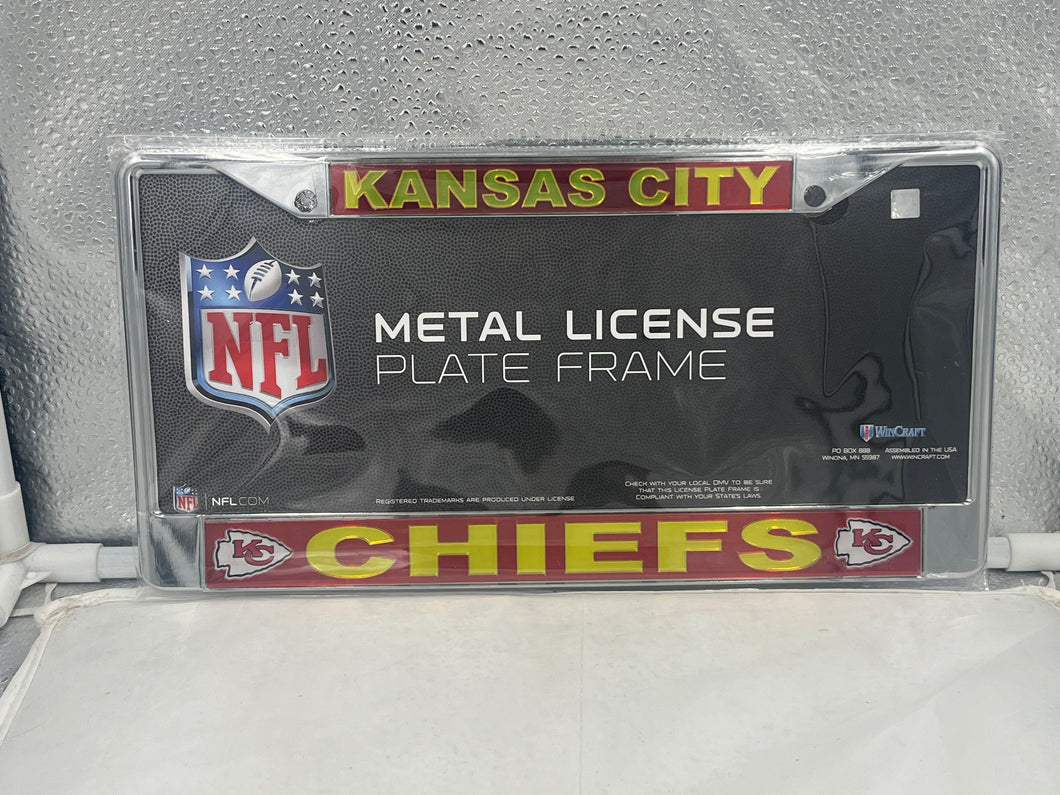 KANSAS CITY
NFL
METAL LICENSE
PLATE FRAME
WINCRAFT
PO BOX 888 ASSEMBLED IN THE USA
WINONA, MN 55987 WWW.WINCRAFT.COM
CHECK WITH YOUR LOCAL DMV TO BE SURE
THAT THIS LICENSE PLATE FRAME IS
COMPLIANT WITH YOUR STATE'S LAWS.
NFL NFL.COM
REGISTERED TRADEMARKS ARE PRODUCED UNDER LICENSE
KC CHIEFS KC